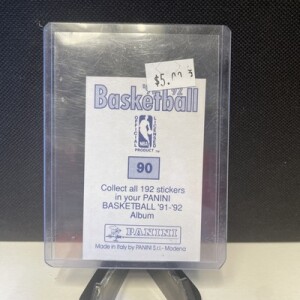 $5.00
Basketball
OFFICIAL LICENSED
NBA
PRODUCT
90
Collect all 192 stickers
in your PANINI
BASKETBALL '91-'92
Album
PANINI
Made in Italy by PANINI S.r.l. - Modena